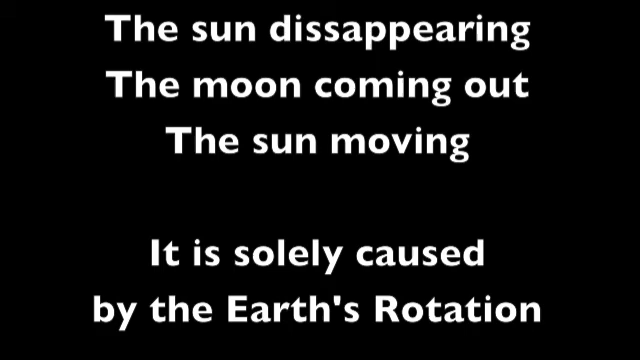 The sun dissappearing
The moon coming out
The sun moving
It is solely caused
by the Earth's Rotation